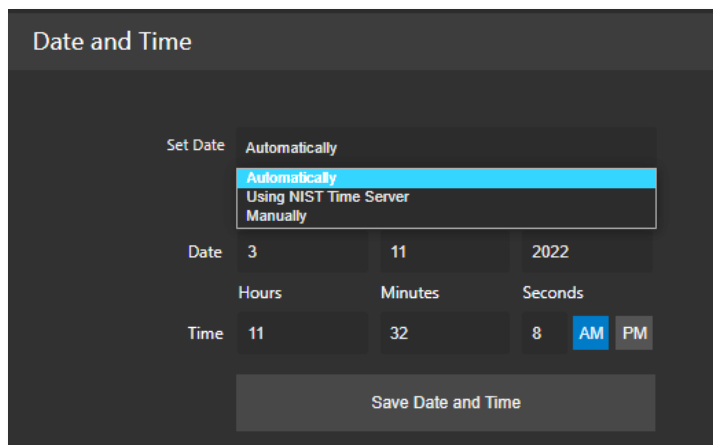 Date and Time
Set Date Automatically
Automatically
Using NIST Time Server
Manually
Date 3 11 2022
Hours Minutes Seconds
Time 11 32 8 AM PM
Save Date and Time